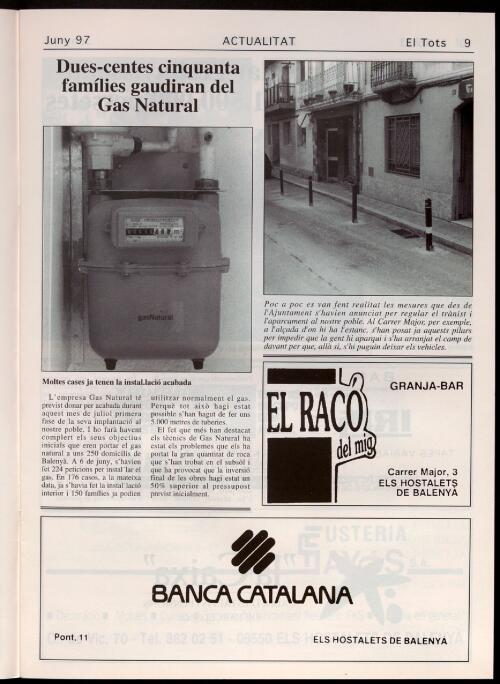 Juny 97
ACTUALITAT
El Tots 9
Dues-centes cinquanta
famílies gaudiran del
Gas Natural
gasNatural
Moltes cases ja tenen la instal.lació acabada
L'empresa Gas Natural té
previst donar per acabada durant
aquest mes de juliol primera
fase de la seva implantació al
nostre poble. I ho farà havent
complert els seus objectius
inicials que eren portar el gas
natural a uns 250 domicilis de
Balenyà. A 6 de juny, s'havien
fet 224 peticions per instal·lar el
gas. En 176 casos, a la mateixa
data, ja s'havia fet la instal·lació
interior i 150 famílies ja podien
utilitzar normalment el gas.
Perquè tot això hagi estat
possible s'han hagut de fer uns
5.000 metres de tuberies.
El fet que més han destacat
els tècnics de Gas Natural ha
estat els problemes que els ha
portat la gran quantitat de roca
que s'han trobat en el subsòl i
que ha provocat que la inversió
final de les obres hagi estat un
50% superior al pressupost
previst inicialment.
Poc a poc es van fent realitat les mesures que des de
l'Ajuntament s'havien anunciat per regular el trànsit i
l'aparcament al nostre poble. Al Carrer Major, per exemple,
a l'alçada d'on hi ha l'estanc, s'han posat ja aquests pilars
per impedir que la gent hi aparqui i s'ha arranjat el camp de
davant per que, allà sí, s'hi puguin deixar els vehicles.
EL RACÓ
del mig
GRANJA-BAR
Carrer Major, 3
ELS HOSTALETS
DE BALENYÀ
BANCA CATALANA
Pont, 11
ELS HOSTALETS DE BALENYÀ